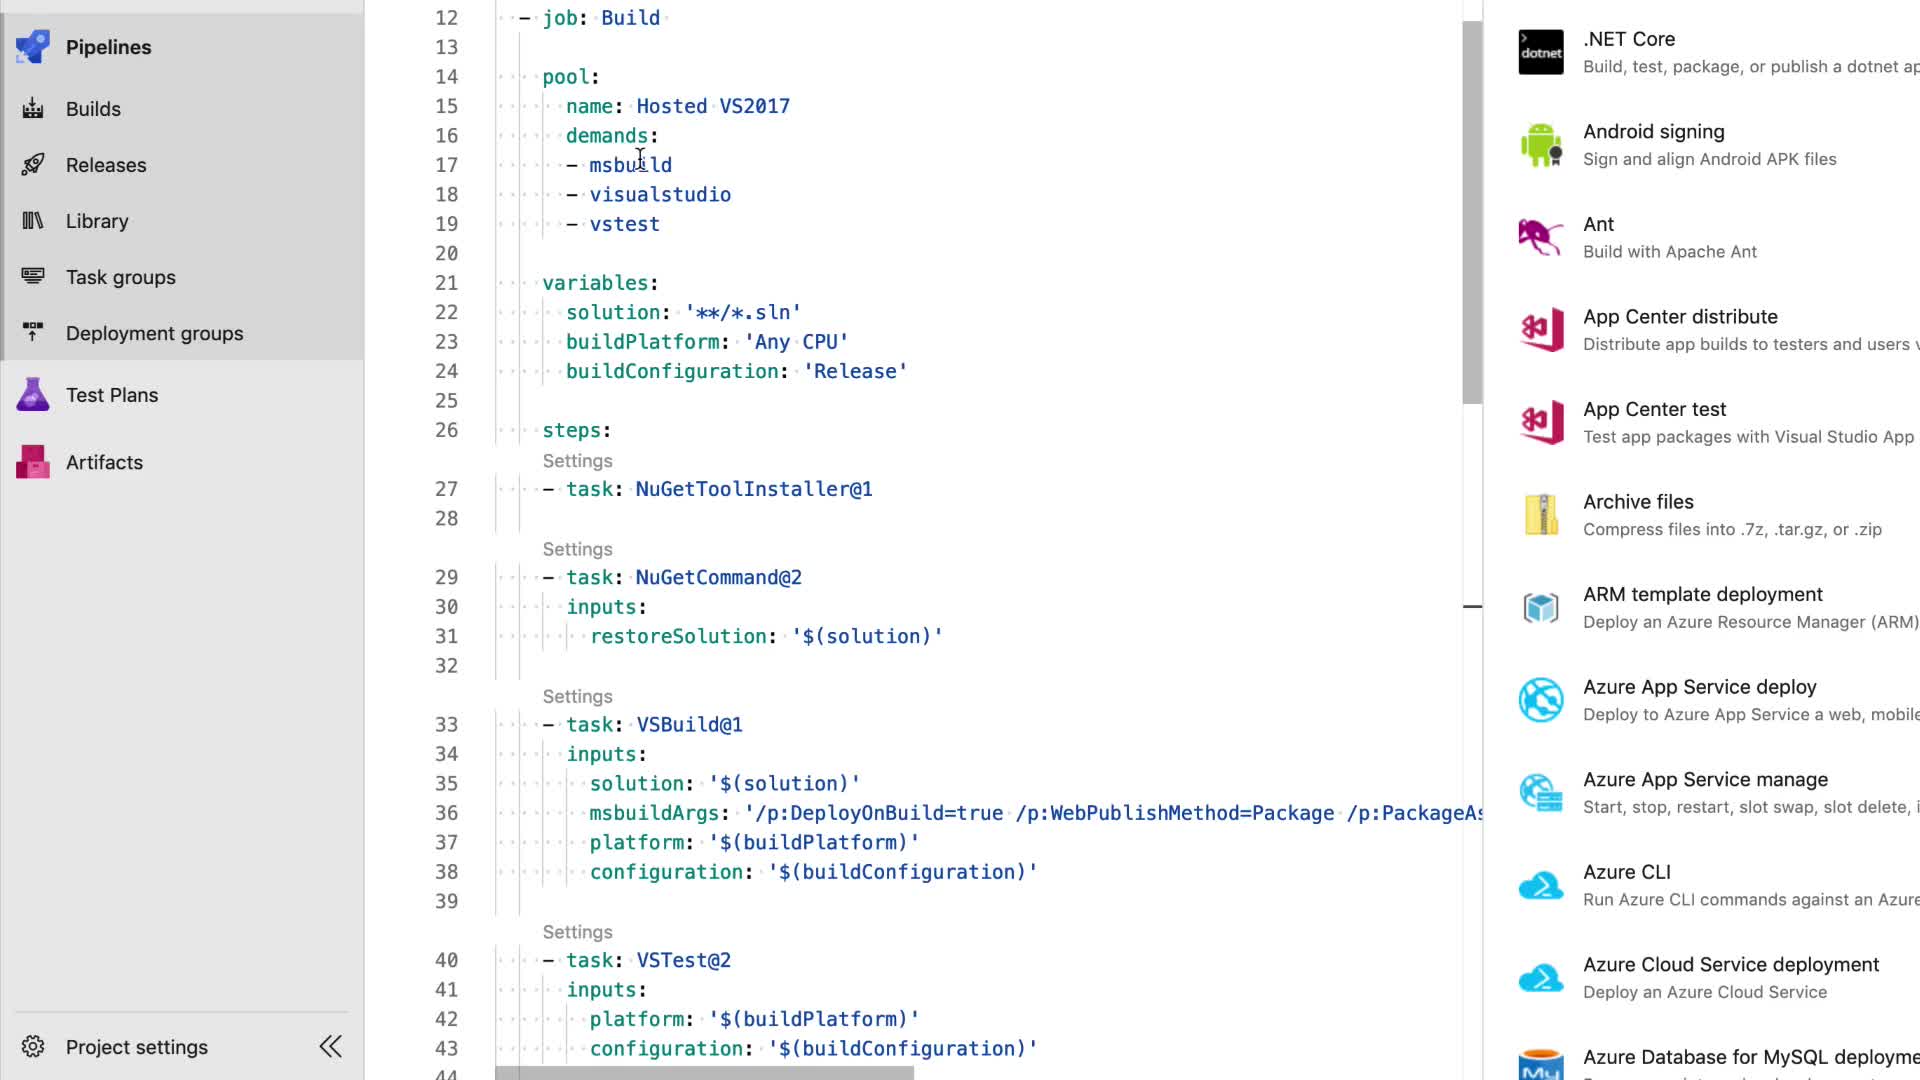 Pipelines
Builds
Releases
Library
Task groups
Deployment groups
Test Plans
Artifacts
Project settings
12 - job: Build
13
14 pool:
15 name: Hosted VS2017
16 demands:
17 - msbuild
18 - visualstudio
19 - vstest
20
21 variables:
22 solution: '**/*.sln'
23 buildPlatform: 'Any CPU'
24 buildConfiguration: 'Release'
25
26 steps:
Settings
27 - task: NuGetToolInstaller@1
28
Settings
29 - task: NuGetCommand@2
30 inputs:
31 restoreSolution: '$(solution)'
32
Settings
33 - task: VSBuild@1
34 inputs:
35 solution: '$(solution)'
36 msbuildArgs: '/p:DeployOnBuild=true /p:WebPublishMethod=Package /p:PackageAs
37 platform: '$(buildPlatform)'
38 configuration: '$(buildConfiguration)'
39
Settings
40 - task: VSTest@2
41 inputs:
42 platform: '$(buildPlatform)'
43 configuration: '$(buildConfiguration)'
44
dotnet
.NET Core
Build, test, package, or publish a dotnet ap
Android signing
Sign and align Android APK files
Ant
Build with Apache Ant
App Center distribute
Distribute app builds to testers and users v
App Center test
Test app packages with Visual Studio App
Archive files
Compress files into .7z, .tar.gz, or .zip
ARM template deployment
Deploy an Azure Resource Manager (ARM)
Azure App Service deploy
Deploy to Azure App Service a web, mobile
Azure App Service manage
Start, stop, restart, slot swap, slot delete, i
Azure CLI
Run Azure CLI commands against an Azure
Azure Cloud Service deployment
Deploy an Azure Cloud Service
My
Azure Database for MySQL deployme